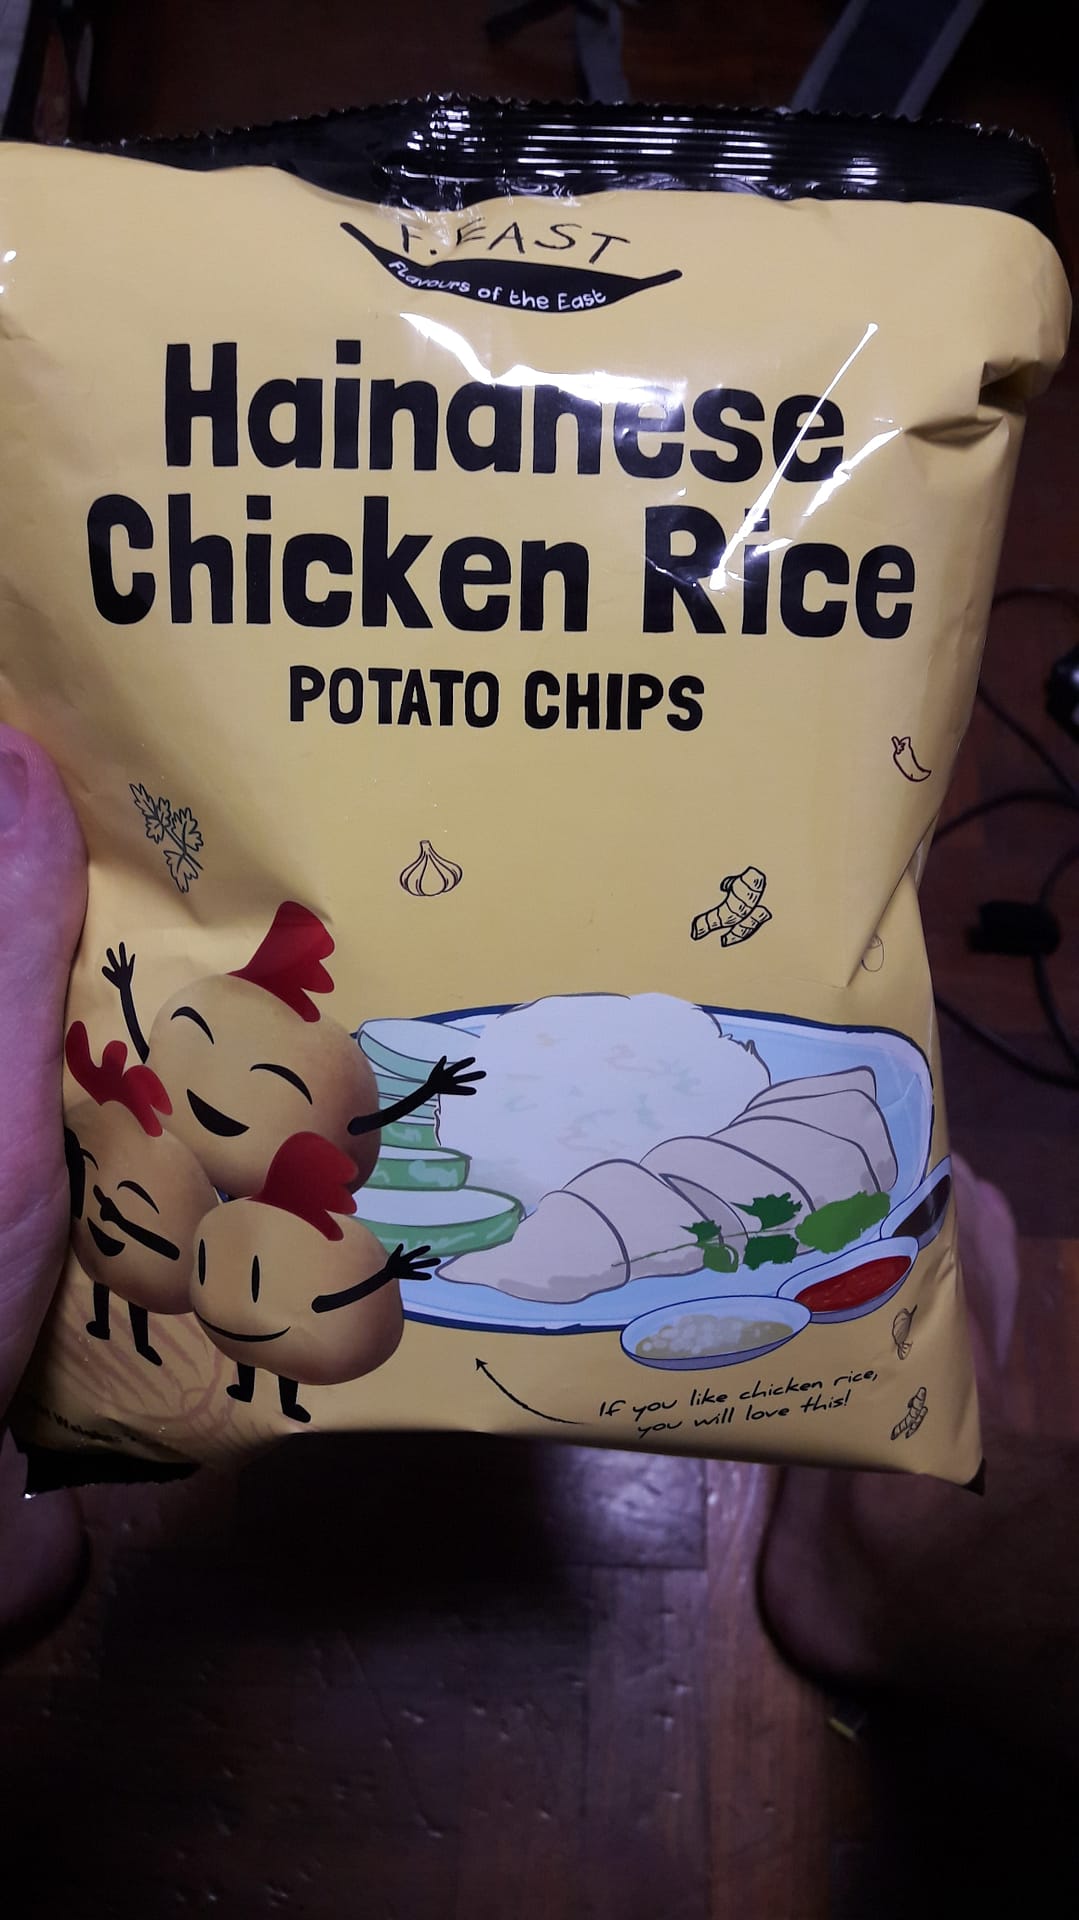 F.EAST
Flavours of the East
Hainanese
Chicken Rice
POTATO CHIPS
If you like chicken rice,
you will love this!